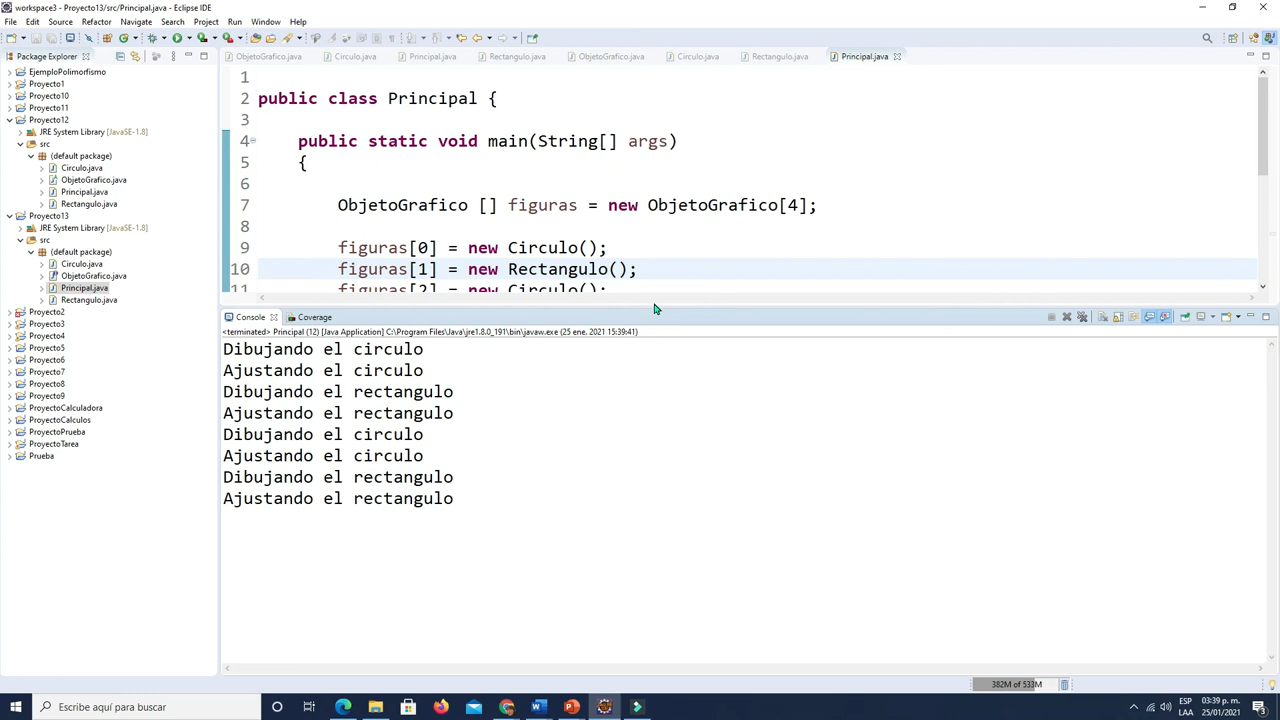 workspace3 - Proyecto13/src/Principal.java - Eclipse IDE
File Edit Source Refactor Navigate Search Project Run Window Help
Package Explorer
EjemploPolimorfismo
Proyecto1
Proyecto10
Proyecto11
Proyecto12
JRE System Library [JavaSE-1.8]
src
(default package)
Circulo.java
ObjetoGrafico.java
Principal.java
Rectangulo.java
Proyecto13
JRE System Library [JavaSE-1.8]
src
(default package)
Circulo.java
ObjetoGrafico.java
Principal.java
Rectangulo.java
Proyecto2
Proyecto3
Proyecto4
Proyecto5
Proyecto6
Proyecto7
Proyecto8
Proyecto9
ProyectoCalculadora
ProyectoCalculos
ProyectoPrueba
ProyectoTarea
Prueba
ObjetoGrafico.java Circulo.java Principal.java Rectangulo.java ObjetoGrafico.java Circulo.java Rectangulo.java Principal.java
1
2 public class Principal {
3
4 public static void main(String[] args)
5 {
6
7 ObjetoGrafico [] figuras = new ObjetoGrafico[4];
8
9 figuras[0] = new Circulo();
10 figuras[1] = new Rectangulo();
11 figuras[2] = new Circulo();
Console Coverage
<terminated> Principal (12) [Java Application] C:\Program Files\Java\jre1.8.0_191\bin\javaw.exe (25 ene. 2021 15:39:41)
Dibujando el circulo
Ajustando el circulo
Dibujando el rectangulo
Ajustando el rectangulo
Dibujando el circulo
Ajustando el circulo
Dibujando el rectangulo
Ajustando el rectangulo
382M of 533M
Escribe aquí para buscar
ESP
LAA
03:39 p. m.
25/01/2021